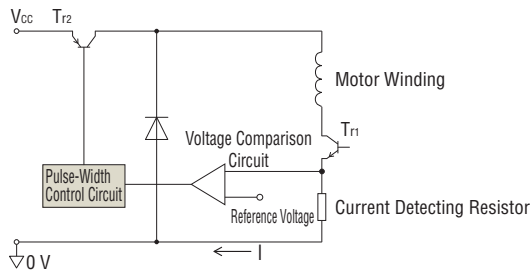 Vcc
Tr2
Motor Winding
Tr1
Voltage Comparison
Circuit
Pulse-Width
Control Circuit
Reference Voltage
Current Detecting Resistor
I
0 V